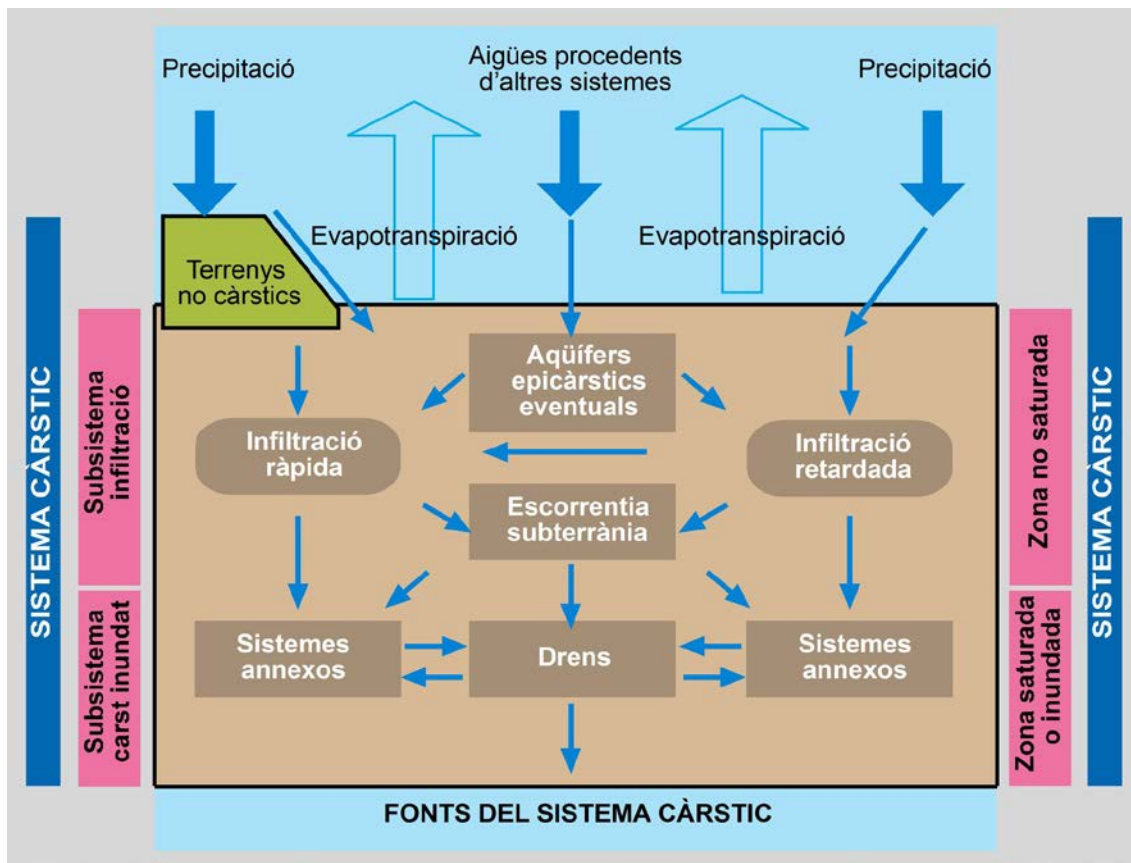 Precipitació
Aigües procedents
d'altres sistemes
Precipitació
Evapotranspiració
Evapotranspiració
Terrenys
no càrstics
SISTEMA CÀRSTIC
Subsistema
infiltració
Subsistema
carst inundat
Aqüífers
epicàrstics
eventuals
Infiltració
ràpida
Infiltració
retardada
Escorrentia
subterrània
Sistemes
annexos
Drens
Sistemes
annexos
Zona no saturada
Zona saturada
o inundada
SISTEMA CÀRSTIC
FONTS DEL SISTEMA CÀRSTIC